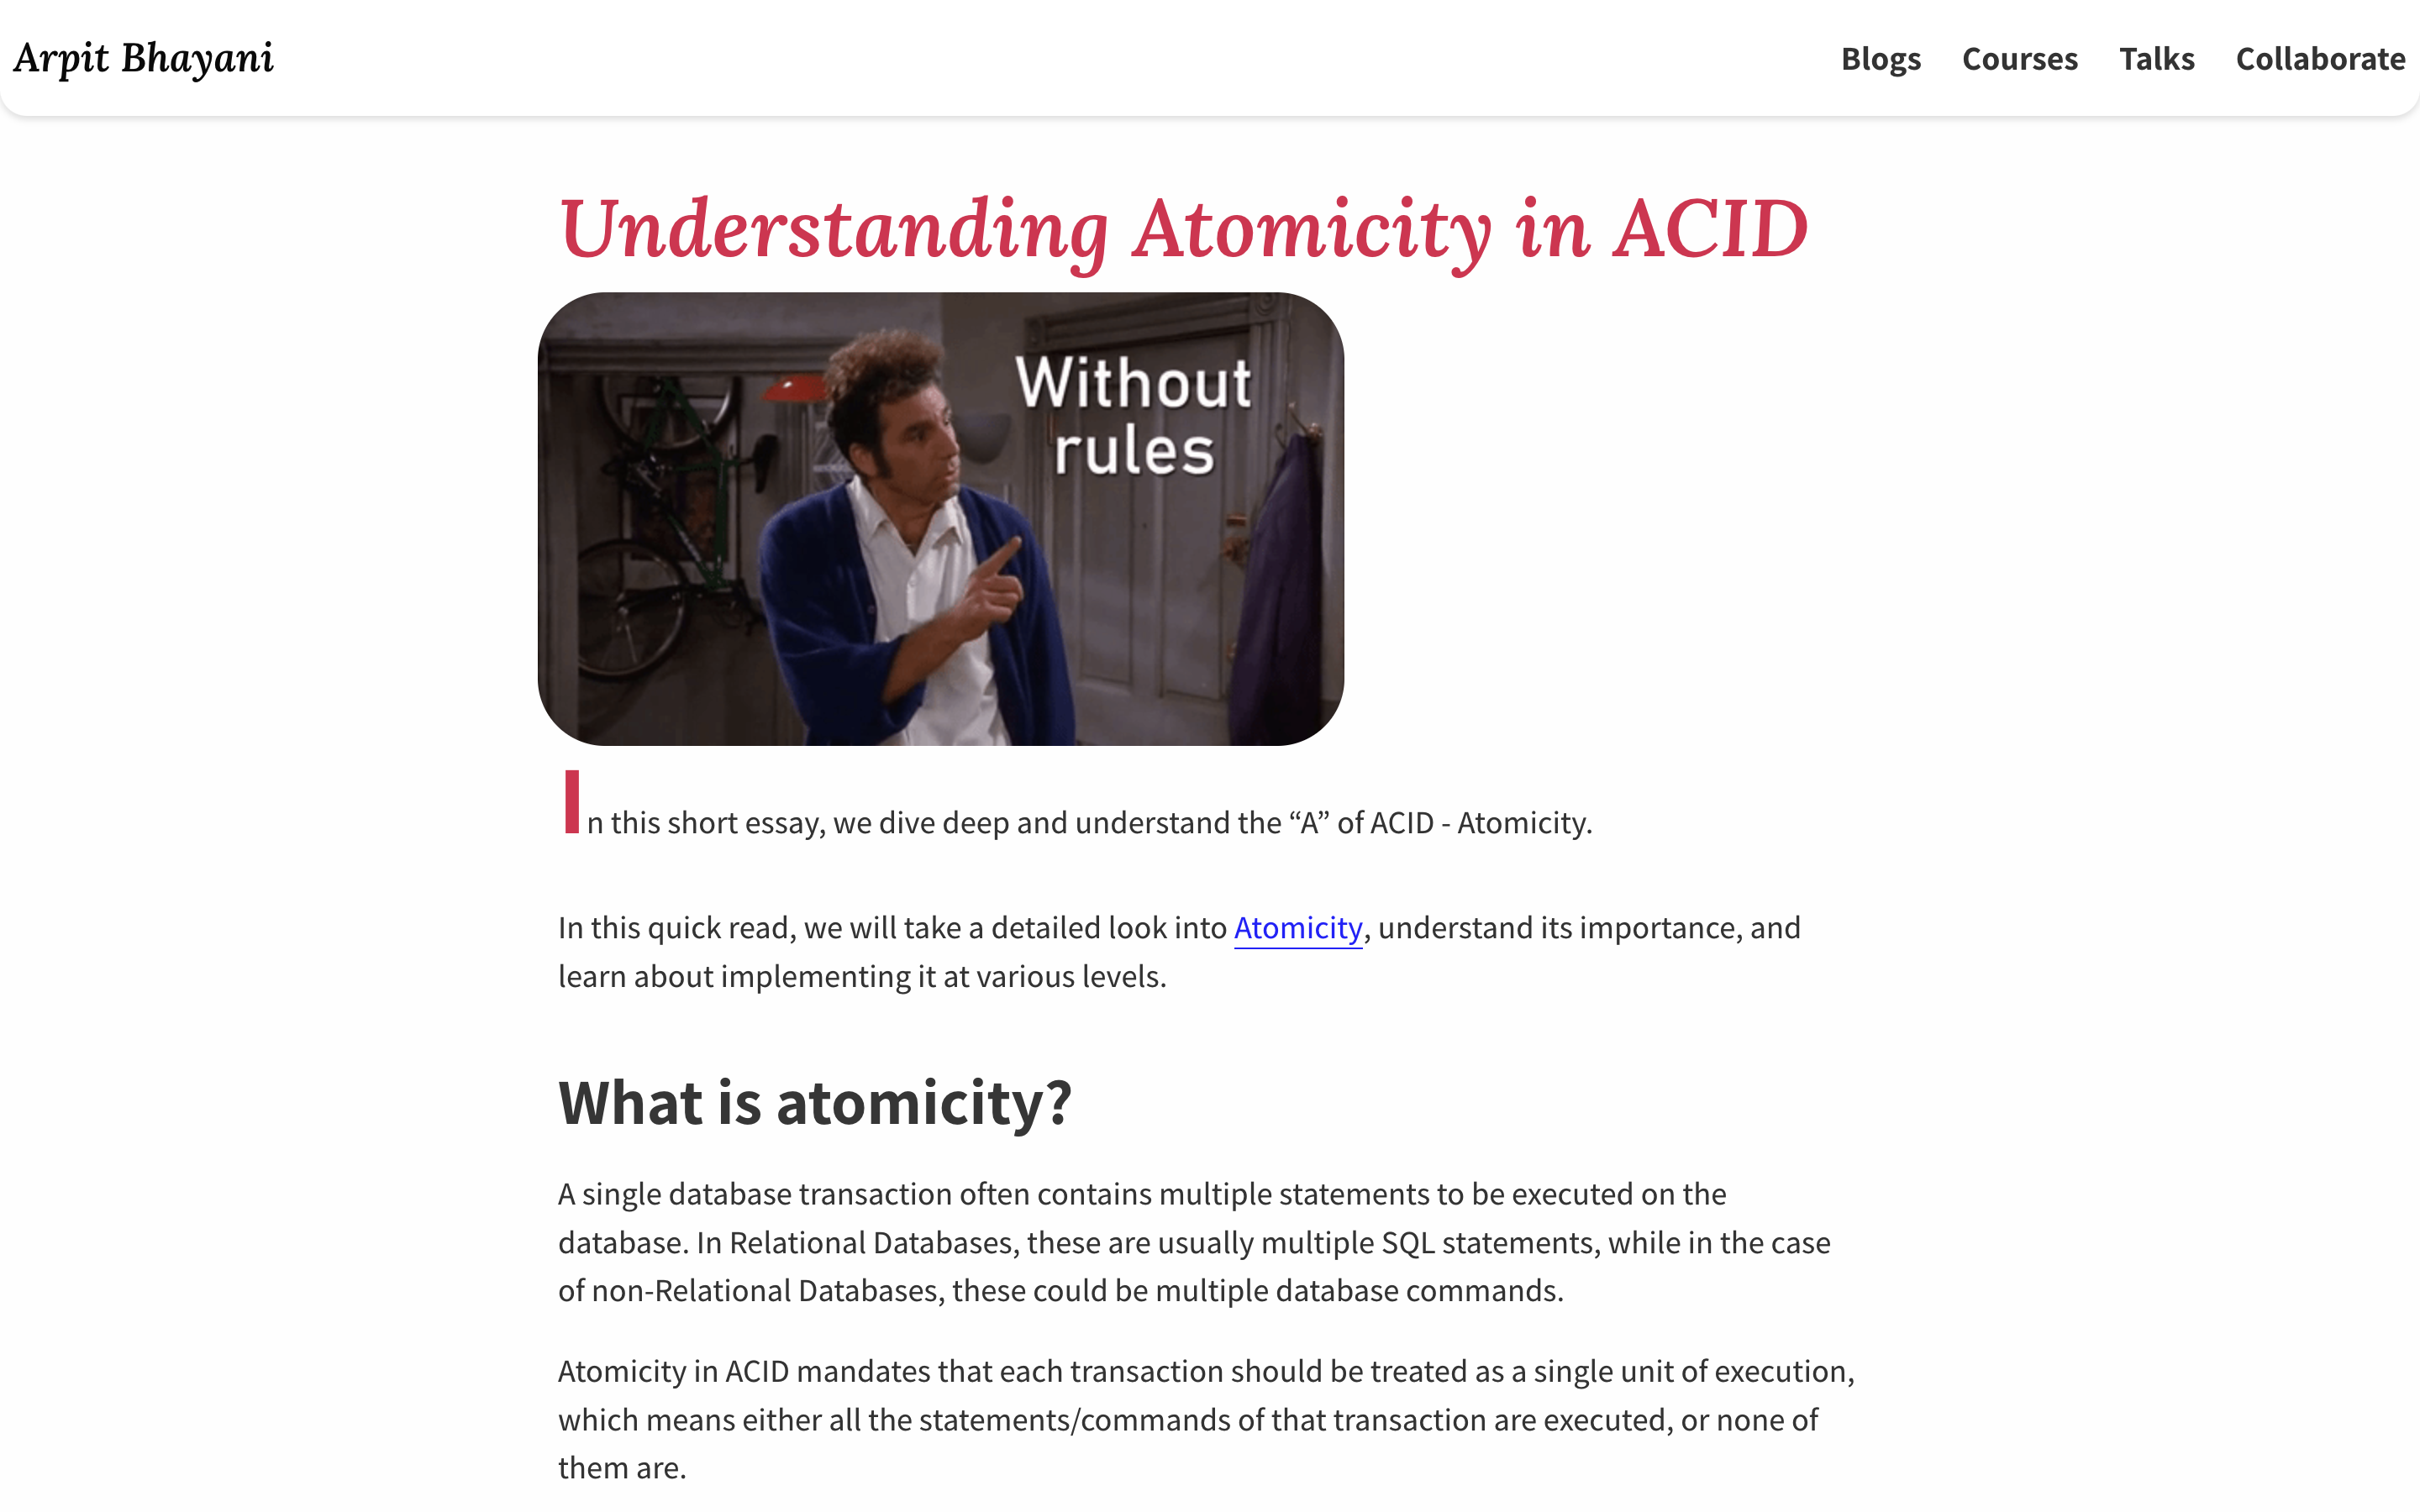 Arpit Bhayani
Blogs Courses Talks Collaborate
Understanding Atomicity in ACID
Without
rules
In this short essay, we dive deep and understand the “A” of ACID - Atomicity.
In this quick read, we will take a detailed look into Atomicity, understand its importance, and
learn about implementing it at various levels.
What is atomicity?
A single database transaction often contains multiple statements to be executed on the
database. In Relational Databases, these are usually multiple SQL statements, while in the case
of non-Relational Databases, these could be multiple database commands.
Atomicity in ACID mandates that each transaction should be treated as a single unit of execution,
which means either all the statements/commands of that transaction are executed, or none of
them are.